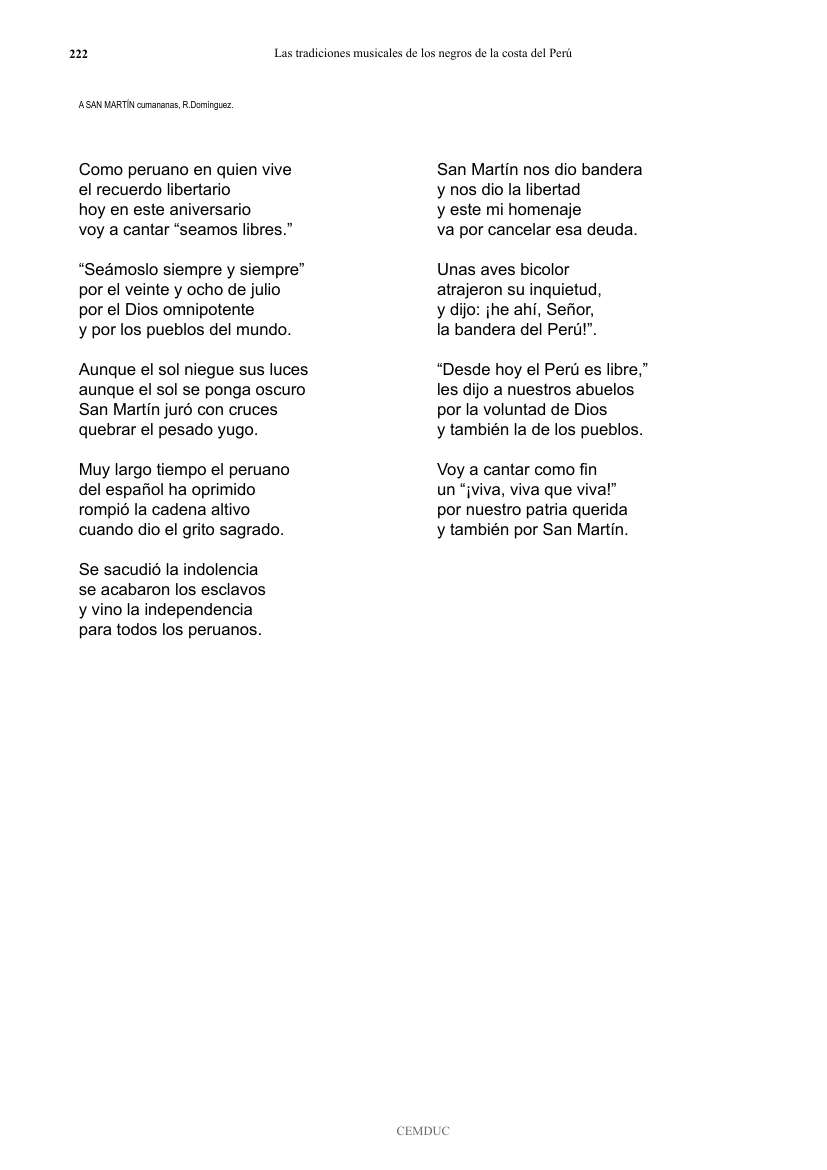 222
Las tradiciones musicales de los negros de la costa del Perú
A SAN MARTÍN cumananas, R.Domínguez.
Como peruano en quien vive
el recuerdo libertario
hoy en este aniversario
voy a cantar “seamos libres.”
“Seámoslo siempre y siempre”
por el veinte y ocho de julio
por el Dios omnipotente
y por los pueblos del mundo.
Aunque el sol niegue sus luces
aunque el sol se ponga oscuro
San Martín juró con cruces
quebrar el pesado yugo.
Muy largo tiempo el peruano
del español ha oprimido
rompió la cadena altivo
cuando dio el grito sagrado.
Se sacudió la indolencia
se acabaron los esclavos
y vino la independencia
para todos los peruanos.
San Martín nos dio bandera
y nos dio la libertad
y este mi homenaje
va por cancelar esa deuda.
Unas aves bicolor
atrajeron su inquietud,
y dijo: ¡he ahí, Señor,
la bandera del Perú!”.
“Desde hoy el Perú es libre,”
les dijo a nuestros abuelos
por la voluntad de Dios
y también la de los pueblos.
Voy a cantar como fin
un “¡viva, viva que viva!”
por nuestro patria querida
y también por San Martín.
CEMDUC